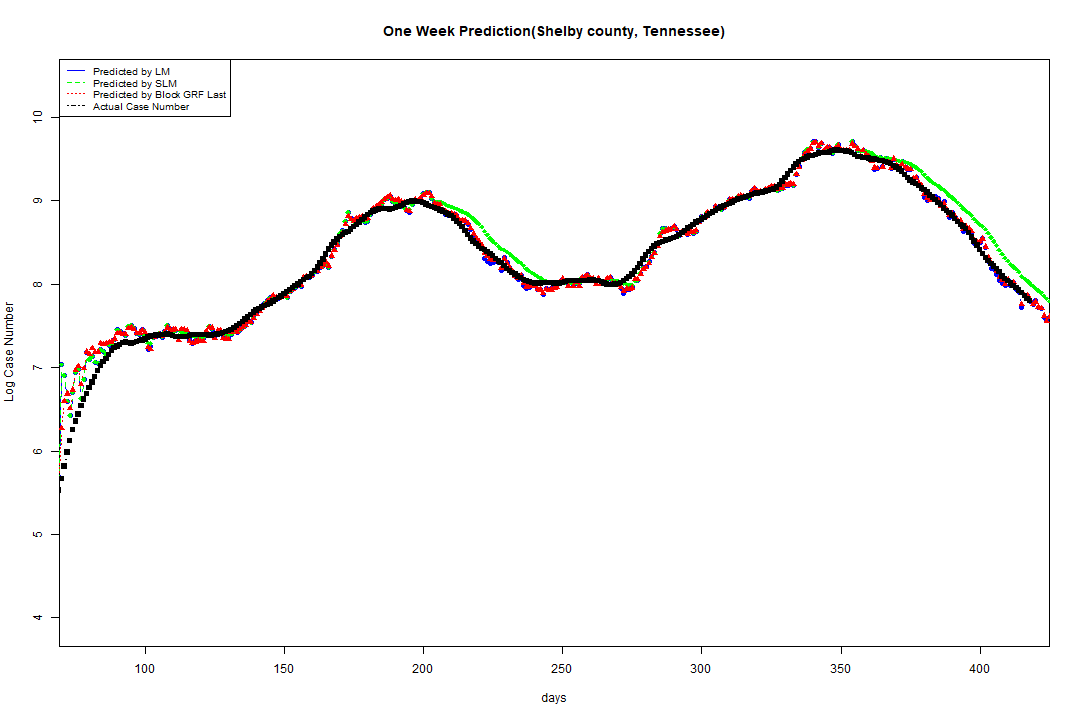 One Week Prediction(Shelby county, Tennessee)
Predicted by LM
Predicted by SLM
Predicted by Block GRF Last
Actual Case Number
10
9
8
7
6
5
4
Log Case Number
100 150 200 250 300 350 400
days